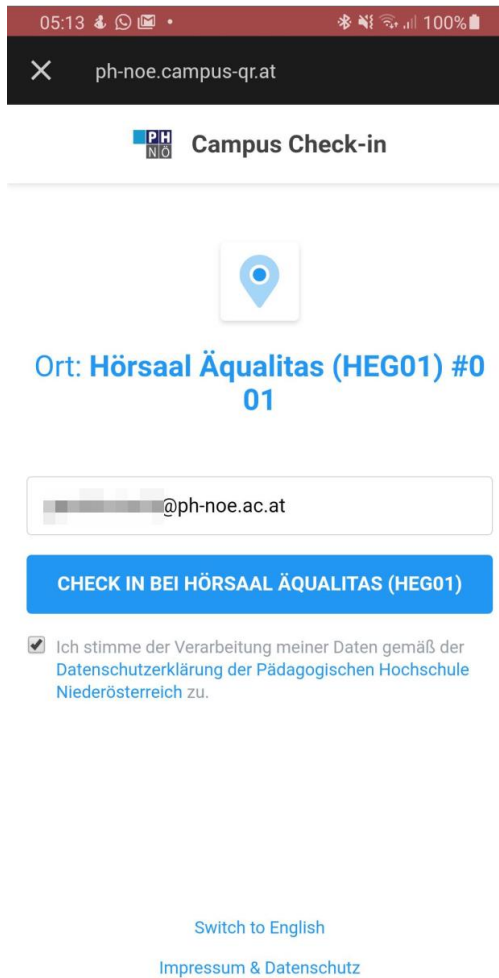 05:13 100%
ph-noe.campus-qr.at
PH
NÖ
Campus Check-in
Ort: Hörsaal Äqualitas (HEG01) #0
01
@ph-noe.ac.at
CHECK IN BEI HÖRSAAL ÄQUALITAS (HEG01)
Ich stimme der Verarbeitung meiner Daten gemäß der
Datenschutzerklärung der Pädagogischen Hochschule
Niederösterreich zu.
Switch to English
Impressum & Datenschutz